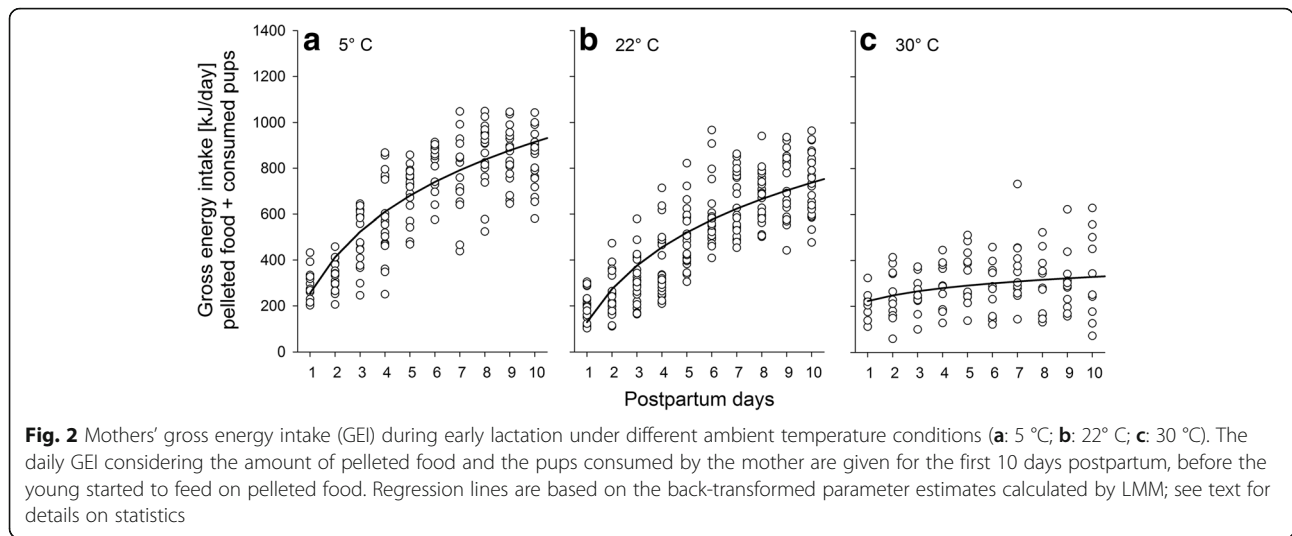 a 5° C
b 22° C
c 30° C
Gross energy intake [kJ/day]
pelleted food + consumed pups
1400
1200
1000
800
600
400
200
0
1 2 3 4 5 6 7 8 9 10
1 2 3 4 5 6 7 8 9 10
1 2 3 4 5 6 7 8 9 10
Postpartum days
Fig. 2 Mothers' gross energy intake (GEI) during early lactation under different ambient temperature conditions (a: 5 °C; b: 22° C; c: 30 °C). The
daily GEI considering the amount of pelleted food and the pups consumed by the mother are given for the first 10 days postpartum, before the
young started to feed on pelleted food. Regression lines are based on the back-transformed parameter estimates calculated by LMM; see text for
details on statistics